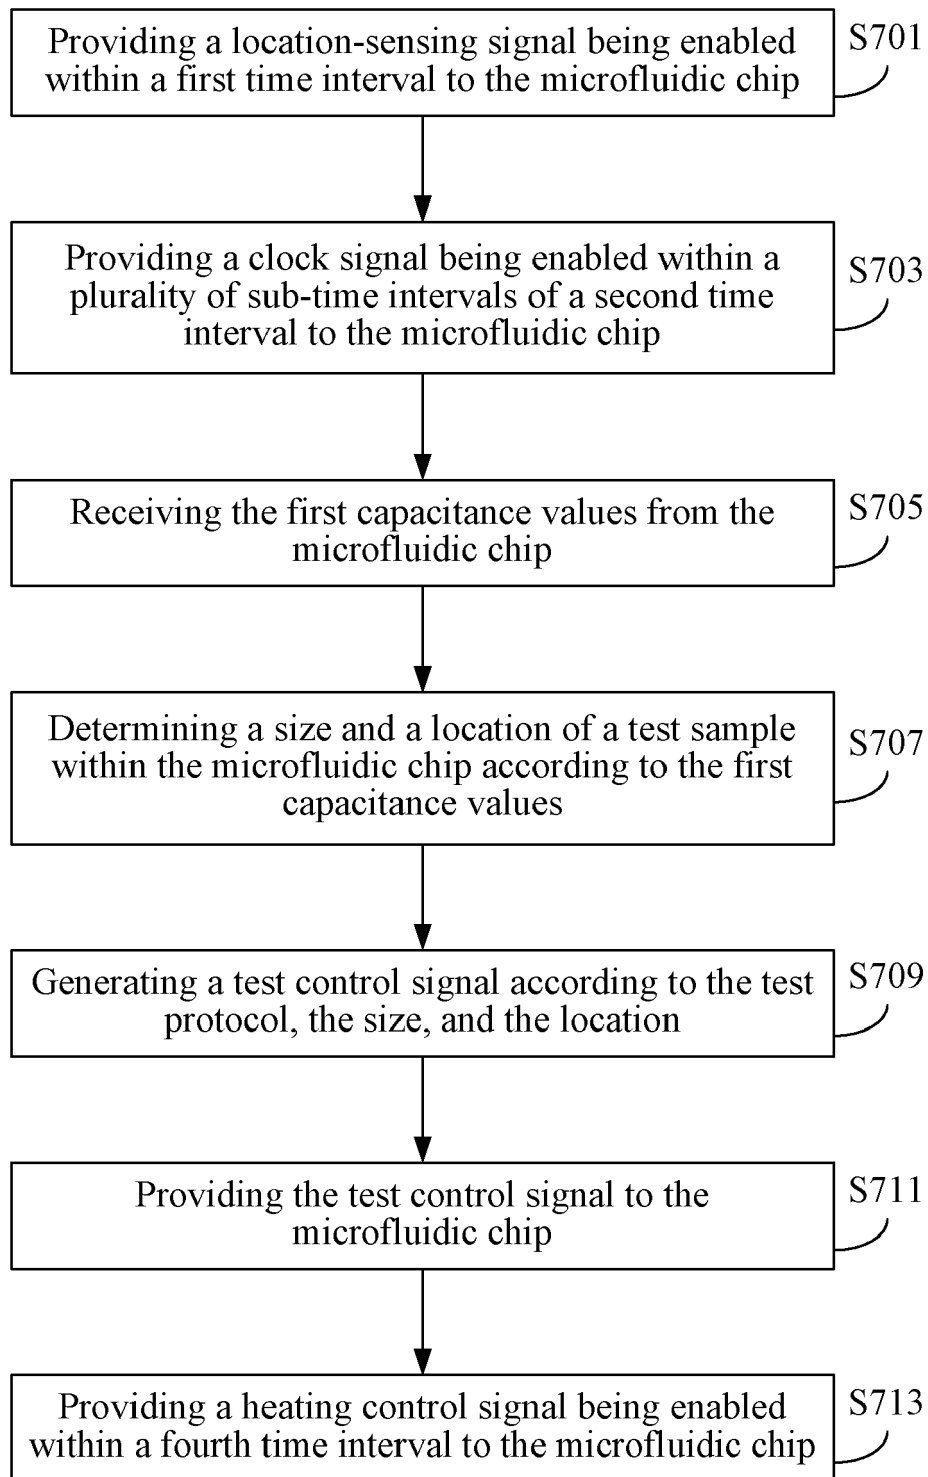 Providing a location-sensing signal being enabled
within a first time interval to the microfluidic chip
S701
Providing a clock signal being enabled within a
plurality of sub-time intervals of a second time
interval to the microfluidic chip
S703
Receiving the first capacitance values from the
microfluidic chip
S705
Determining a size and a location of a test sample
within the microfluidic chip according to the first
capacitance values
S707
Generating a test control signal according to the test
protocol, the size, and the location
S709
Providing the test control signal to the
microfluidic chip
S711
Providing a heating control signal being enabled
within a fourth time interval to the microfluidic chip
S713